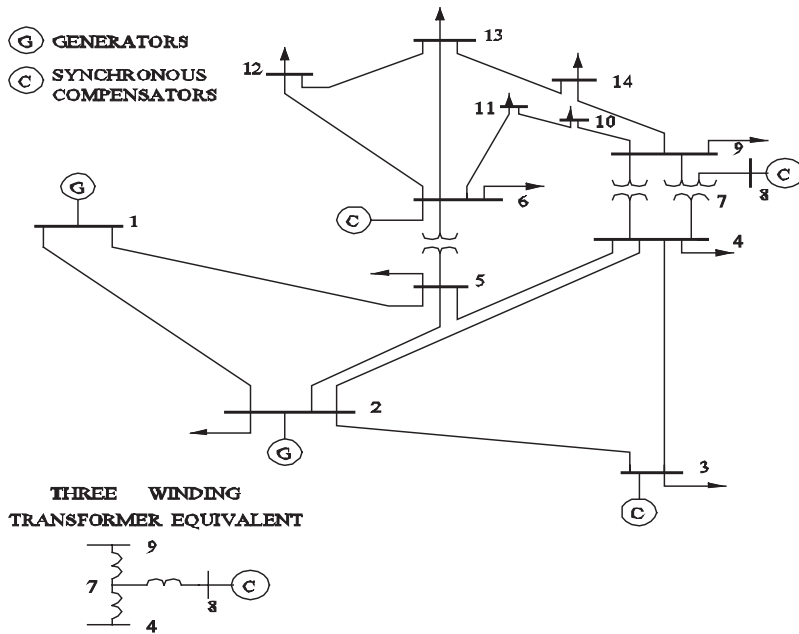 G GENERATORS
C SYNCHRONOUS
COMPENSATORS
13
12
14
11
10
9
C
8
7
G
1
6
C
4
5
2
G
3
C
THREE WINDING
TRANSFORMER EQUIVALENT
9
7
C
8
4